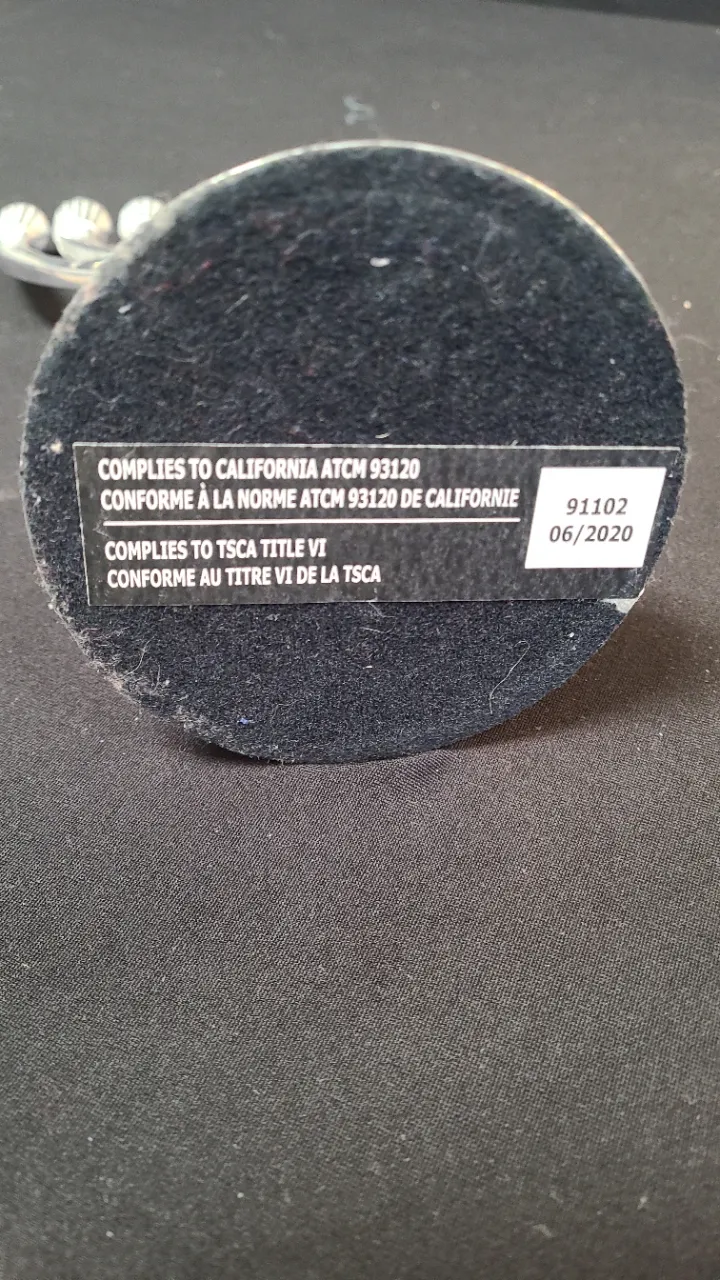 COMPLIES TO CALIFORNIA ATCM 93120
CONFORME À LA NORME ATCM 93120 DE CALIFORNIE
COMPLIES TO TSCA TITLE VI
CONFORME AU TITRE VI DE LA TSCA
91102
06/2020